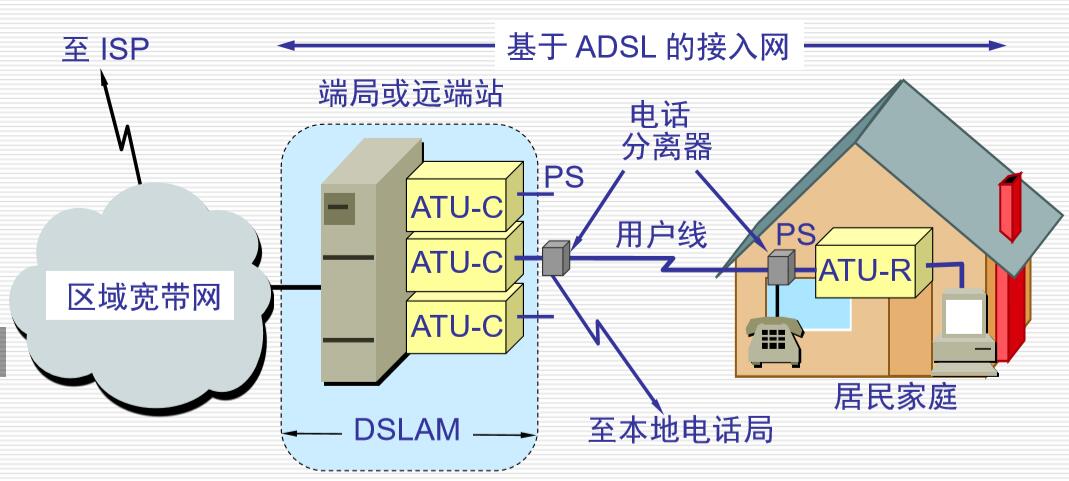 至 ISP
基于 ADSL 的接入网
端局或远端站
电话
分离器
PS
ATU-C
用户线
PS
ATU-C
ATU-R
区域宽带网
ATU-C
居民家庭
DSLAM
至本地电话局